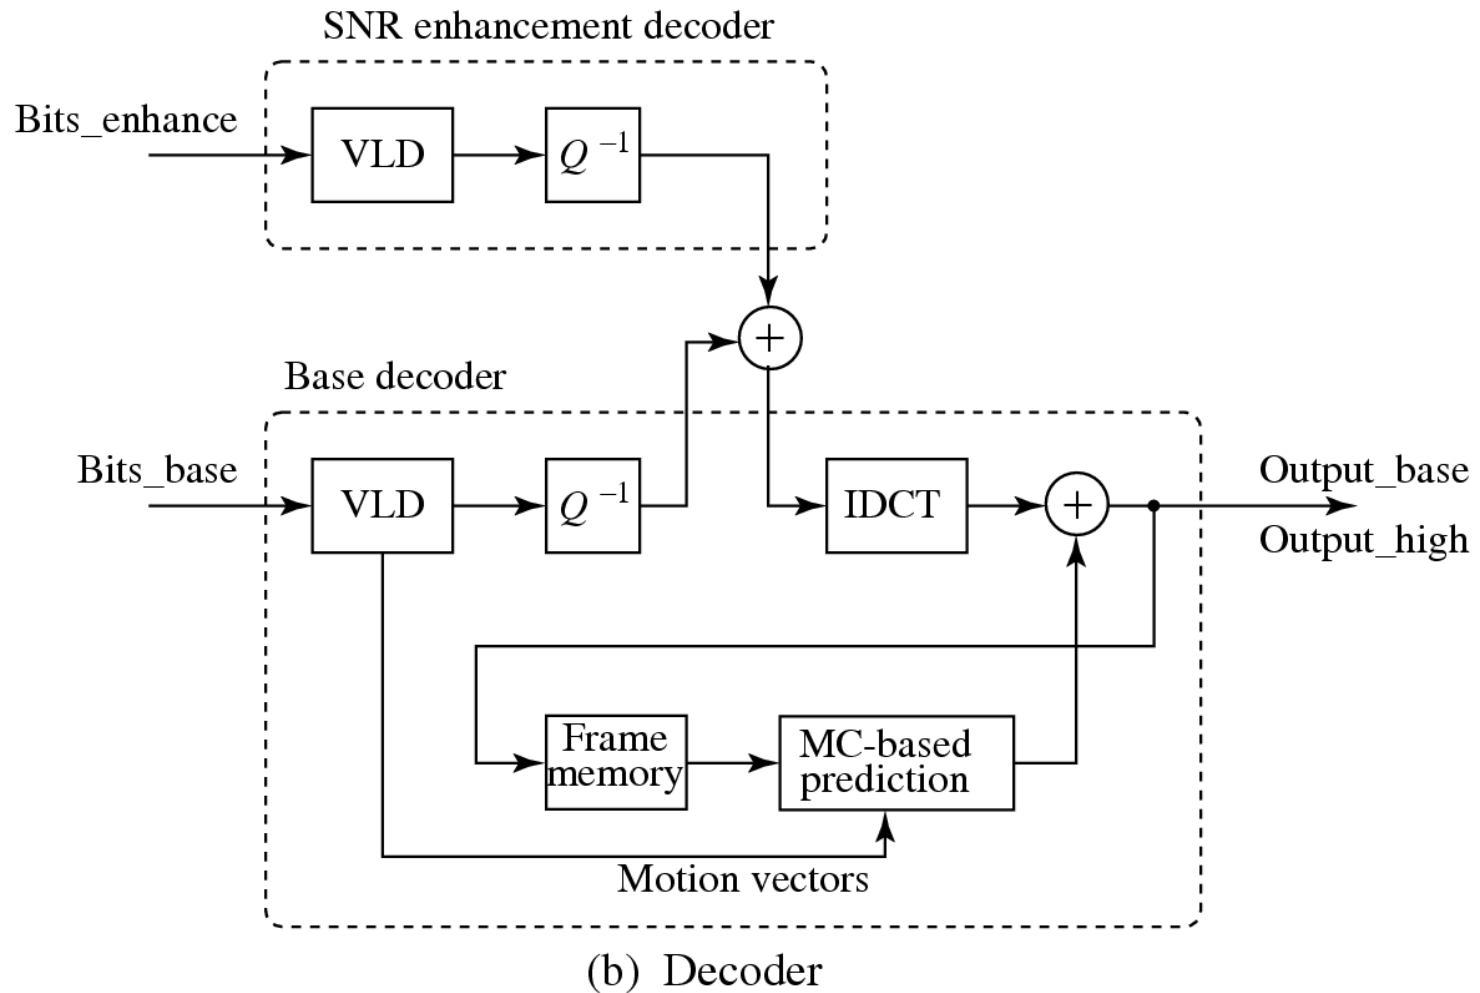 SNR enhancement decoder
Bits_enhance
VLD
Q –1
+
Base decoder
Bits_base
VLD
Q –1
IDCT
+
Output_base
Output_high
Frame
memory
MC-based
prediction
Motion vectors
(b) Decoder